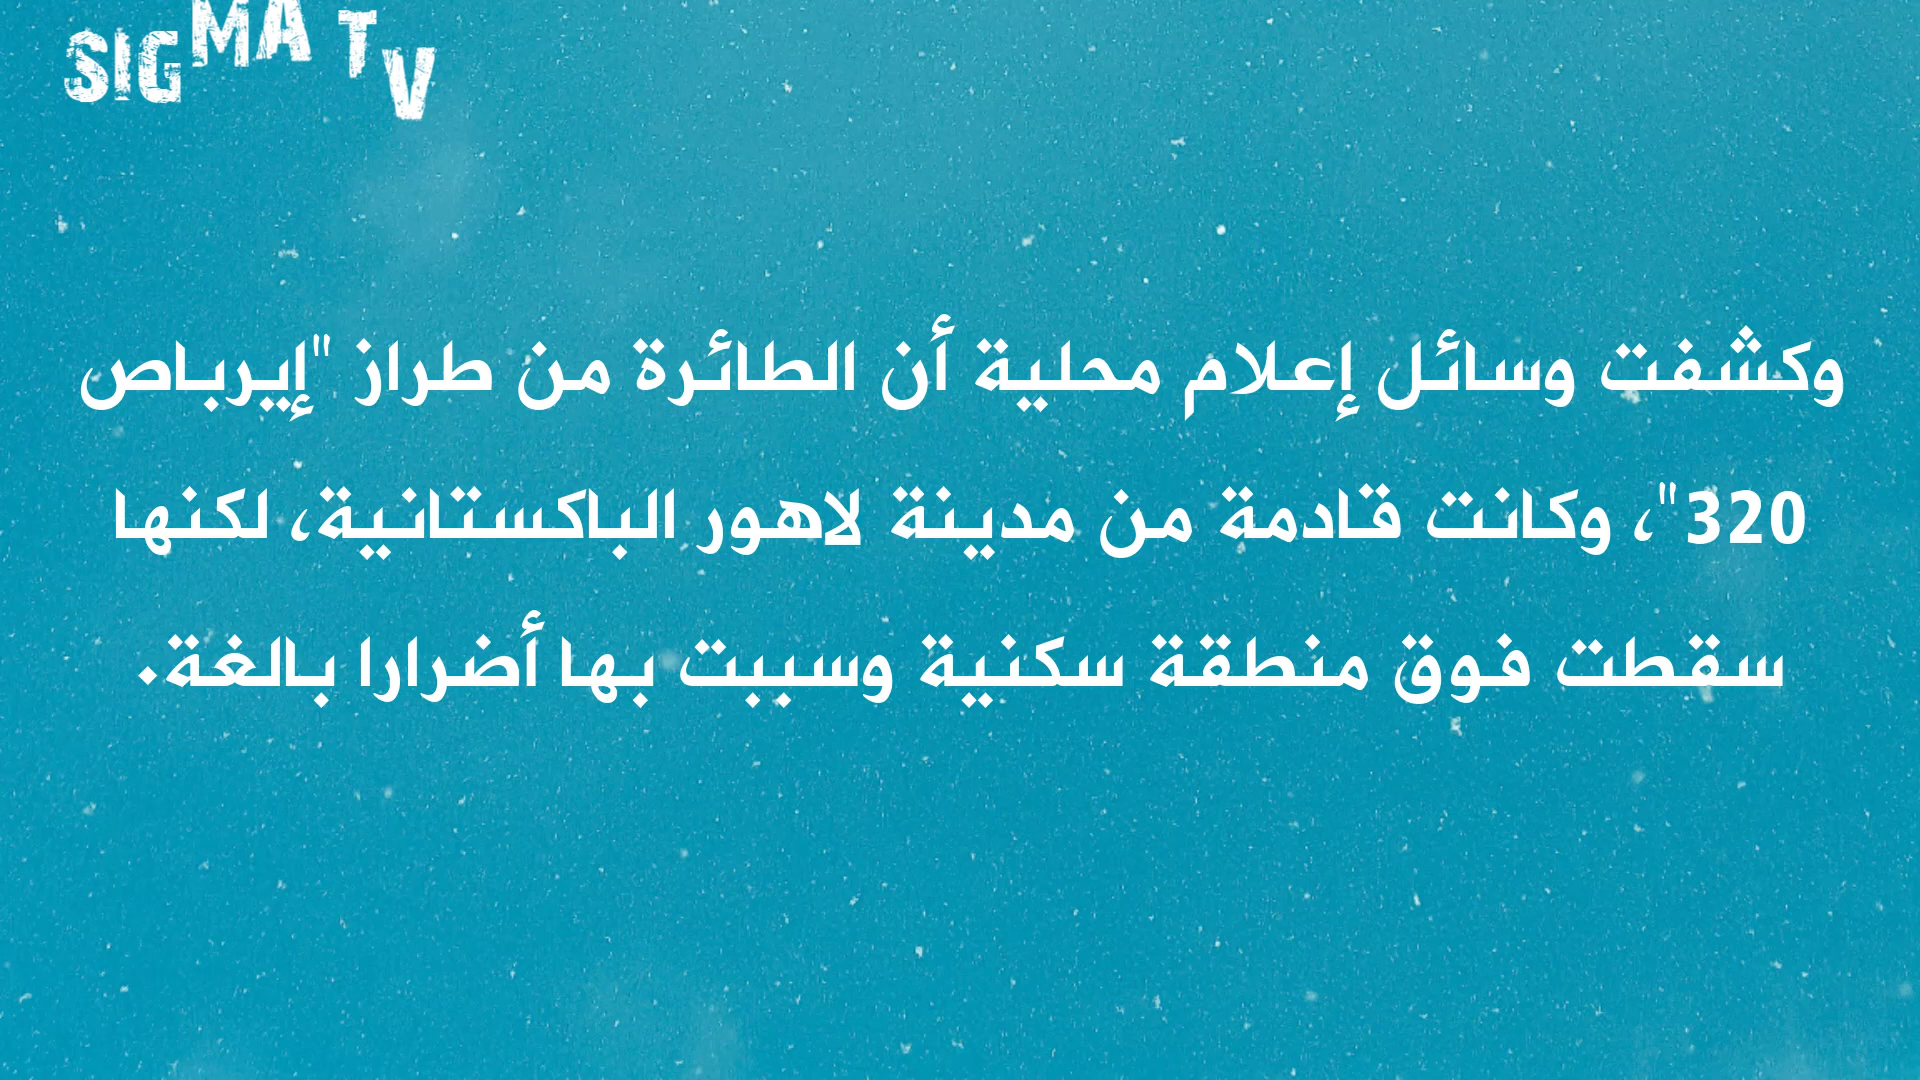 SIGMA TV
وكشفت وسائل إعلام محلية أن الطائرة من طراز "إيرباص
320"، وكانت قادمة من مدينة لاهور الباكستانية، لكنها
سقطت فوق منطقة سكنية وسببت بها أضرارا بالغة.